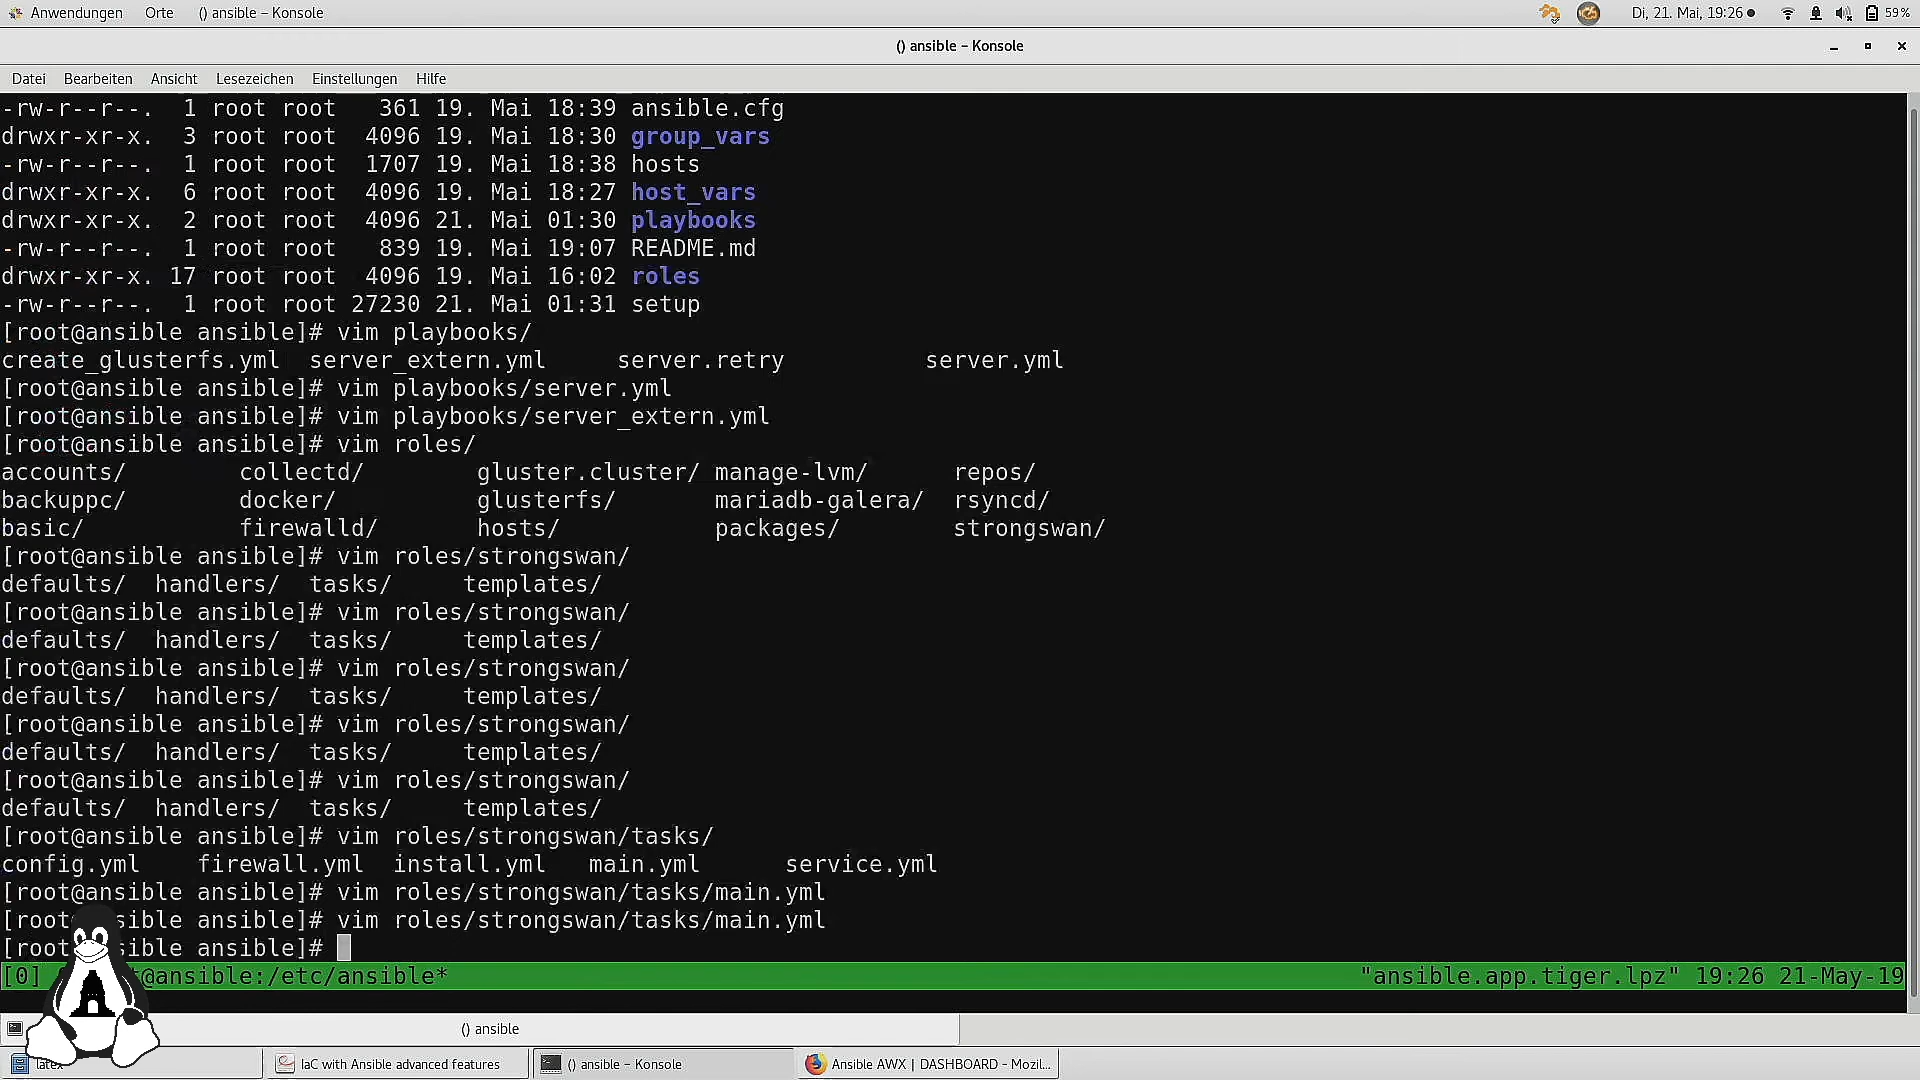 Anwendungen Orte () ansible – Konsole Di, 21. Mai, 19:26 59%
() ansible – Konsole
Datei Bearbeiten Ansicht Lesezeichen Einstellungen Hilfe
-rw-r--r--. 1 root root 361 19. Mai 18:39 ansible.cfg
drwxr-xr-x. 3 root root 4096 19. Mai 18:30 group_vars
-rw-r--r--. 1 root root 1707 19. Mai 18:38 hosts
drwxr-xr-x. 6 root root 4096 19. Mai 18:27 host_vars
drwxr-xr-x. 2 root root 4096 21. Mai 01:30 playbooks
-rw-r--r--. 1 root root 839 19. Mai 19:07 README.md
drwxr-xr-x. 17 root root 4096 19. Mai 16:02 roles
-rw-r--r--. 1 root root 27230 21. Mai 01:31 setup
[root@ansible ansible]# vim playbooks/
create_glusterfs.yml server_extern.yml server.retry server.yml
[root@ansible ansible]# vim playbooks/server.yml
[root@ansible ansible]# vim playbooks/server_extern.yml
[root@ansible ansible]# vim roles/
accounts/ collectd/ gluster.cluster/ manage-lvm/ repos/
backuppc/ docker/ glusterfs/ mariadb-galera/ rsyncd/
basic/ firewalld/ hosts/ packages/ strongswan/
[root@ansible ansible]# vim roles/strongswan/
defaults/ handlers/ tasks/ templates/
[root@ansible ansible]# vim roles/strongswan/
defaults/ handlers/ tasks/ templates/
[root@ansible ansible]# vim roles/strongswan/
defaults/ handlers/ tasks/ templates/
[root@ansible ansible]# vim roles/strongswan/
defaults/ handlers/ tasks/ templates/
[root@ansible ansible]# vim roles/strongswan/
defaults/ handlers/ tasks/ templates/
[root@ansible ansible]# vim roles/strongswan/tasks/
config.yml firewall.yml install.yml main.yml service.yml
[root@ansible ansible]# vim roles/strongswan/tasks/main.yml
[root sible ansible]# vim roles/strongswan/tasks/main.yml
[root sible ansible]#
[0] @ansible:/etc/ansible* "ansible.app.tiger.lpz" 19:26 21-May-19
() ansible
latex IaC with Ansible advanced features () ansible – Konsole Ansible AWX | DASHBOARD - Mozil...